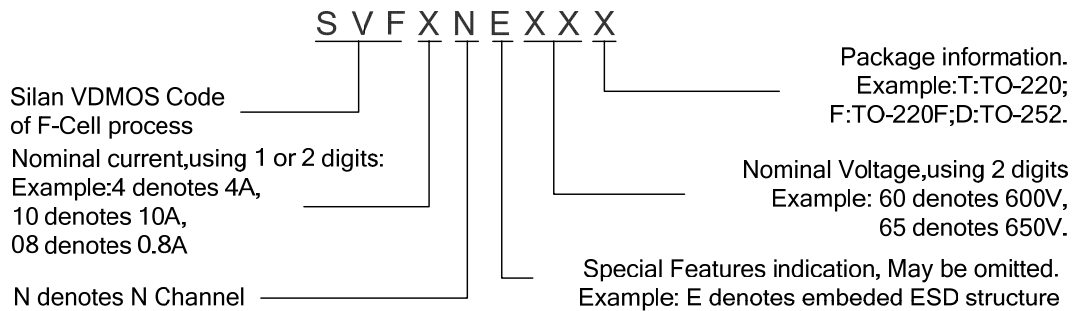 S V F X N E X X X
Silan VDMOS Code
of F-Cell process
Nominal current,using 1 or 2 digits:
Example:4 denotes 4A,
10 denotes 10A,
08 denotes 0.8A
N denotes N Channel
Package information.
Example:T:TO-220;
F:TO-220F;D:TO-252.
Nominal Voltage,using 2 digits
Example: 60 denotes 600V,
65 denotes 650V.
Special Features indication, May be omitted.
Example: E denotes embeded ESD structure